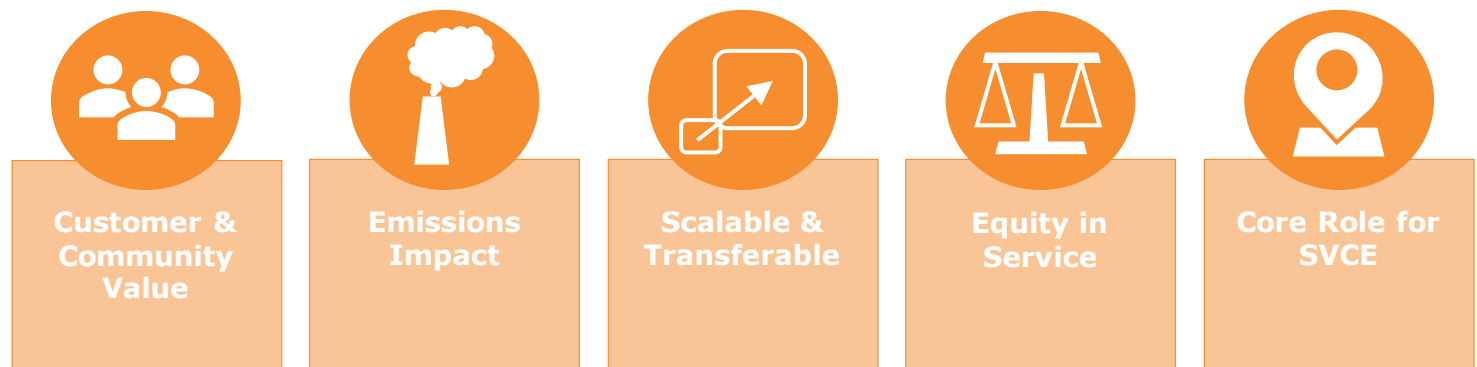 Customer &
Community
Value
Emissions
Impact
Scalable &
Transferable
Equity in
Service
Core Role for
SVCE